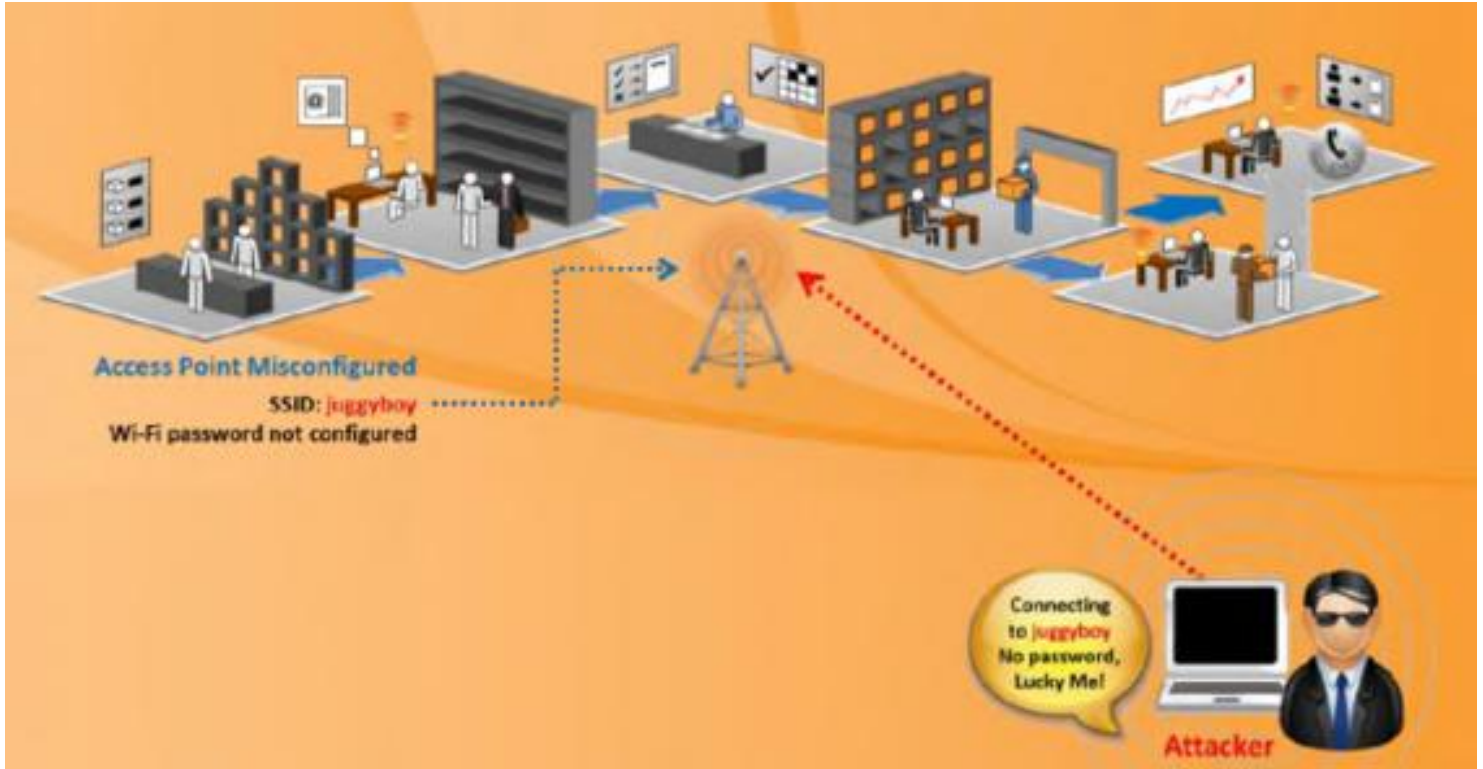 Access Point Misconfigured
SSID: juggyboy
Wi-Fi password not configured
Connecting
to juggyboy
No password,
Lucky Me!
Attacker